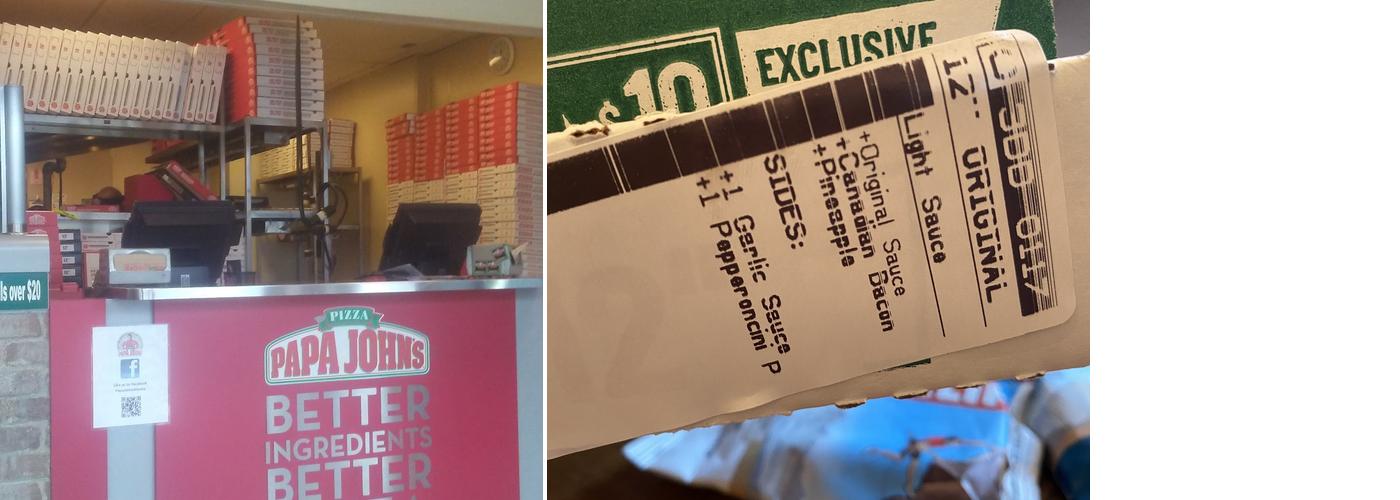 ls over $20
PIZZA
PAPA JOHN'S
BETTER
INGREDIENTS
BETTER
$10
EXCLUSIVE
12" ORIGINAL
Light Sauce
+Original Sauce
+Canadian Bacon
+Pineapple
SIDES:
+1 Garlic Sauce
+1 Pepperoncini P